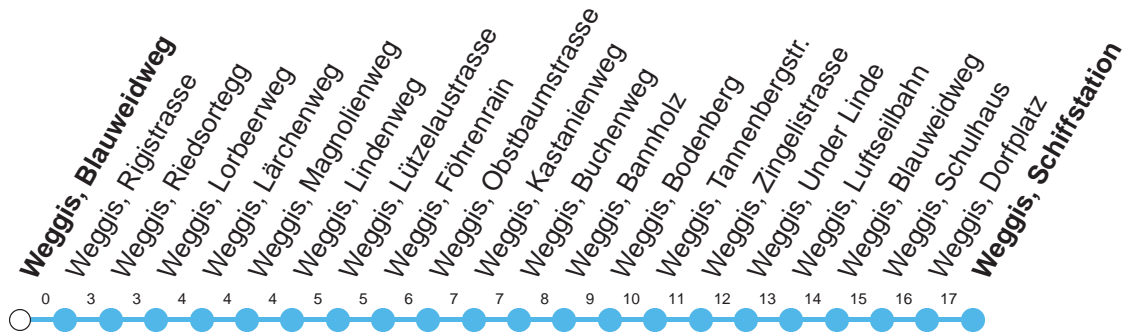 Weggis, Blauweidweg
Weggis, Rigistrasse
Weggis, Riedsortegg
Weggis, Lorbeerweg
Weggis, Lärchenweg
Weggis, Magnolienweg
Weggis, Lindenweg
Weggis, Lützelaustrasse
Weggis, Föhrenrain
Weggis, Obstbaumstrasse
Weggis, Kastanienweg
Weggis, Buchenweg
Weggis, Bannholz
Weggis, Bodenberg
Weggis, Tannenbergstr.
Weggis, Zingelistrasse
Weggis, Under Linde
Weggis, Luftseilbahn
Weggis, Blauweidweg
Weggis, Schulhaus
Weggis, Dorfplatz
Weggis, Schiffstation
0 3 3 4 4 4 5 5 6 7 7 8 9 10 11 12 13 14 15 16 17